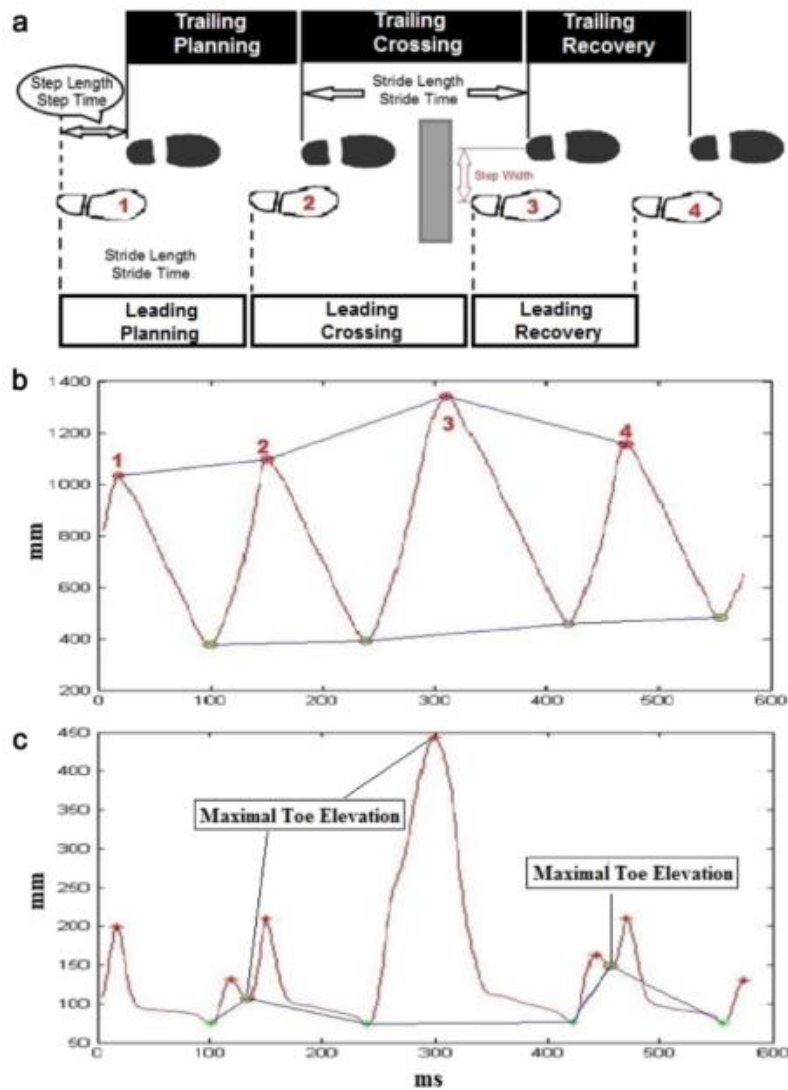 a
Trailing
Planning
Trailing
Crossing
Trailing
Recovery
Step Length
Step Time
Stride Length
Stride Time
Step Width
1
2
3
4
Stride Length
Stride Time
Leading
Planning
Leading
Crossing
Leading
Recovery
b
1400
1200
1000
800
600
400
200
mm
1
2
3
4
0 100 200 300 400 500 600
c
450
400
350
300
250
200
150
100
50
mm
Maximal Toe Elevation
Maximal Toe Elevation
0 100 200 300 400 500 600
ms